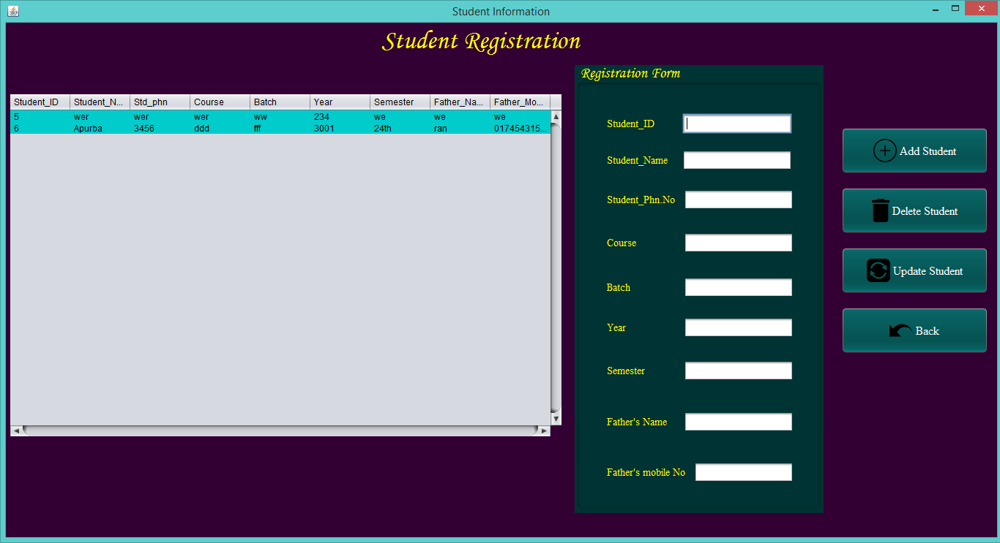 Student Information
Student Registration
Student_ID Student_N... Std_phn Course Batch Year Semester Father_Na... Father_Mo...
5 wer wer wer ww 234 we we we
6 Apurba 3456 ddd fff 3001 24th ran 017454315...
Registration Form
Student_ID
Student_Name
Student_Phn.No
Course
Batch
Year
Semester
Father's Name
Father's mobile No
Add Student
Delete Student
Update Student
Back